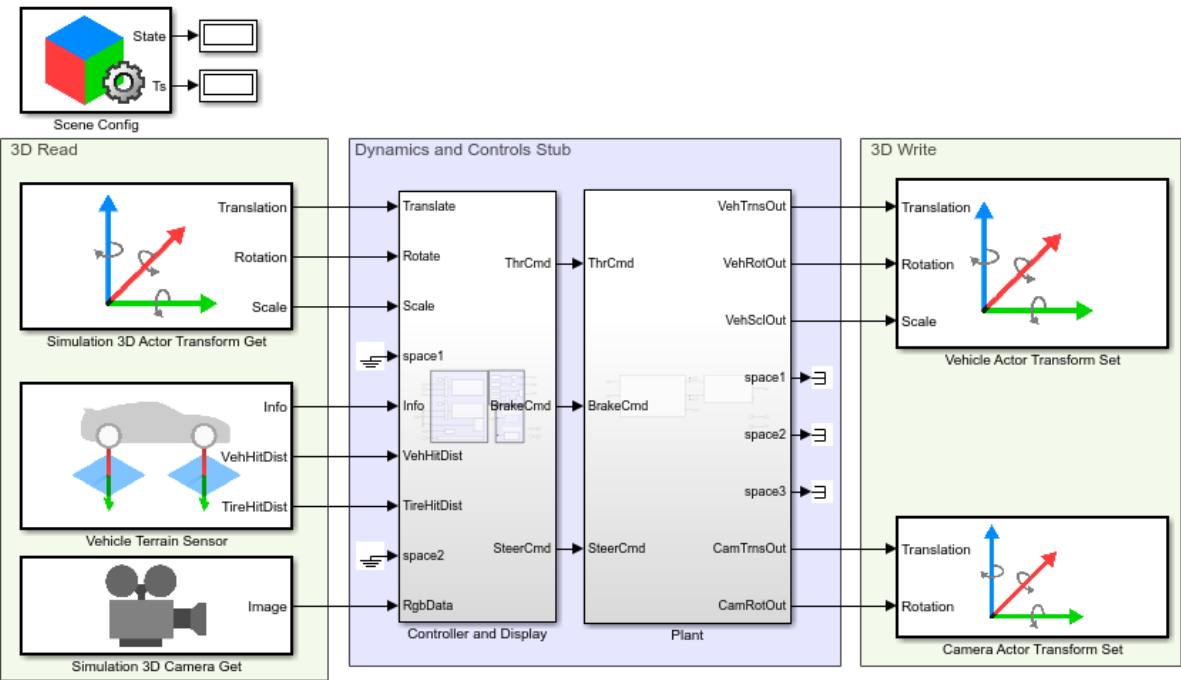 State
Ts
Scene Config
3D Read
Translation
Rotation
Scale
Simulation 3D Actor Transform Get
Info
VehHitDist
TireHitDist
Vehicle Terrain Sensor
Image
Simulation 3D Camera Get
Dynamics and Controls Stub
Translate
Rotate
Scale
space1
Info
VehHitDist
TireHitDist
space2
RgbData
ThrCmd
BrakeCmd
SteerCmd
Controller and Display
ThrCmd
BrakeCmd
SteerCmd
VehTrnsOut
VehRotOut
VehSclOut
space1
space2
space3
CamTrnsOut
CamRotOut
Plant
3D Write
Translation
Rotation
Scale
Vehicle Actor Transform Set
Translation
Rotation
Camera Actor Transform Set